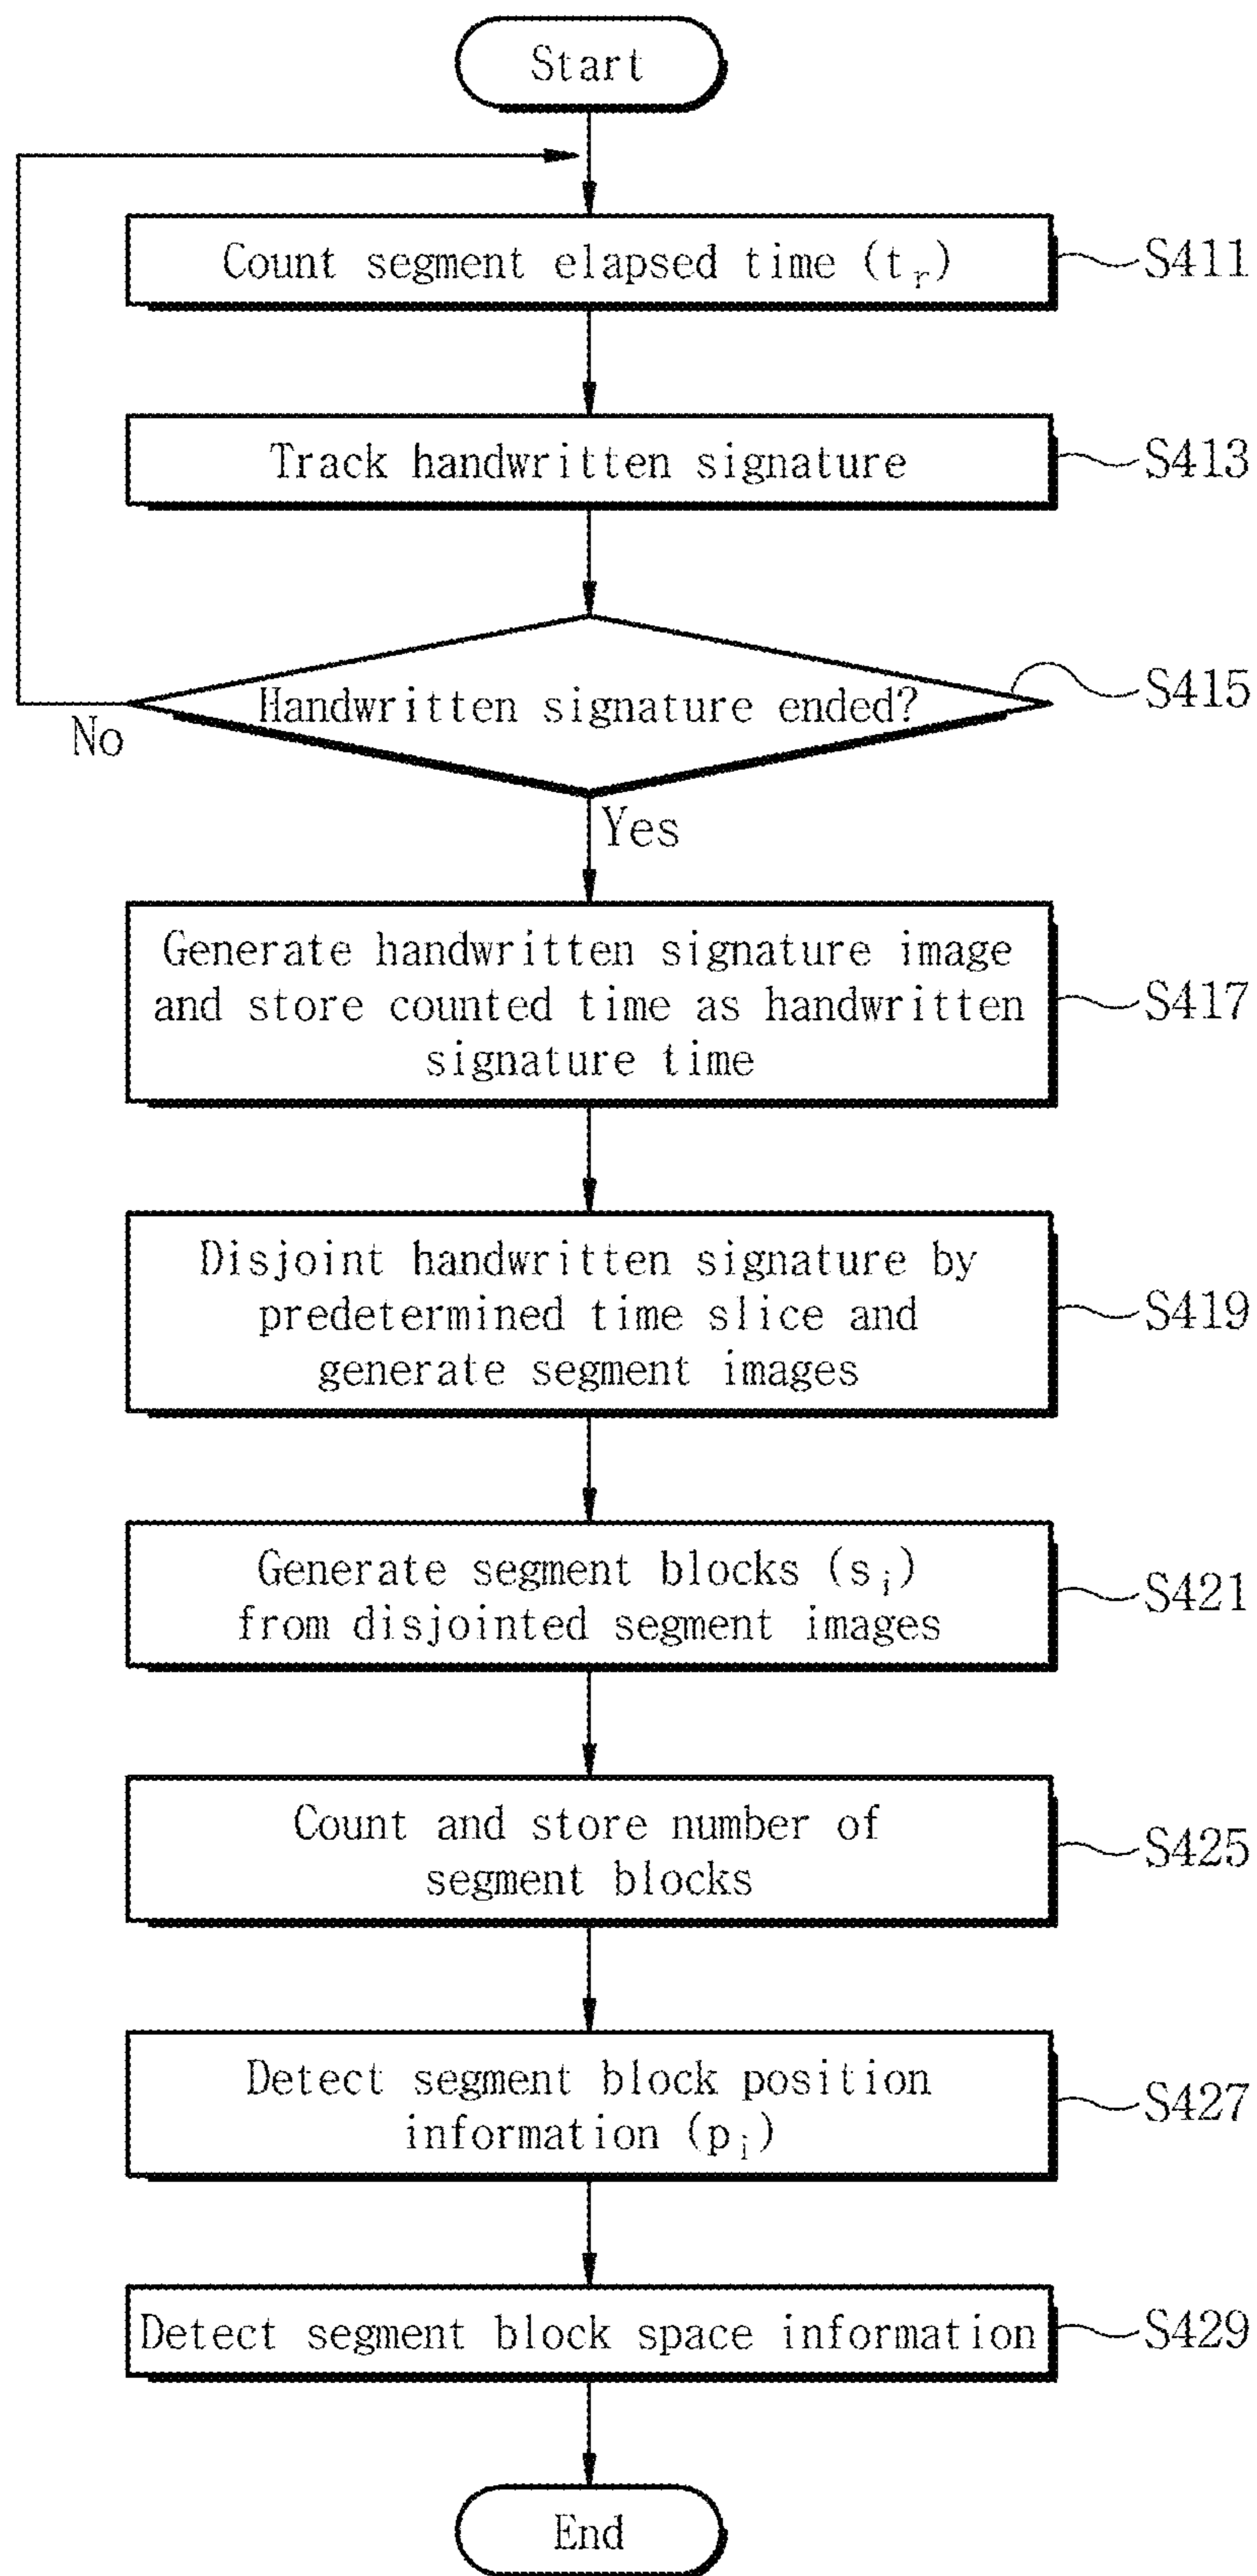 Start
Count segment elapsed time (tr)
S411
Track handwritten signature
S413
Handwritten signature ended?
S415
No
Yes
Generate handwritten signature image
and store counted time as handwritten
signature time
S417
Disjoint handwritten signature by
predetermined time slice and
generate segment images
S419
Generate segment blocks (si)
from disjointed segment images
S421
Count and store number of
segment blocks
S425
Detect segment block position
information (pi)
S427
Detect segment block space information
S429
End